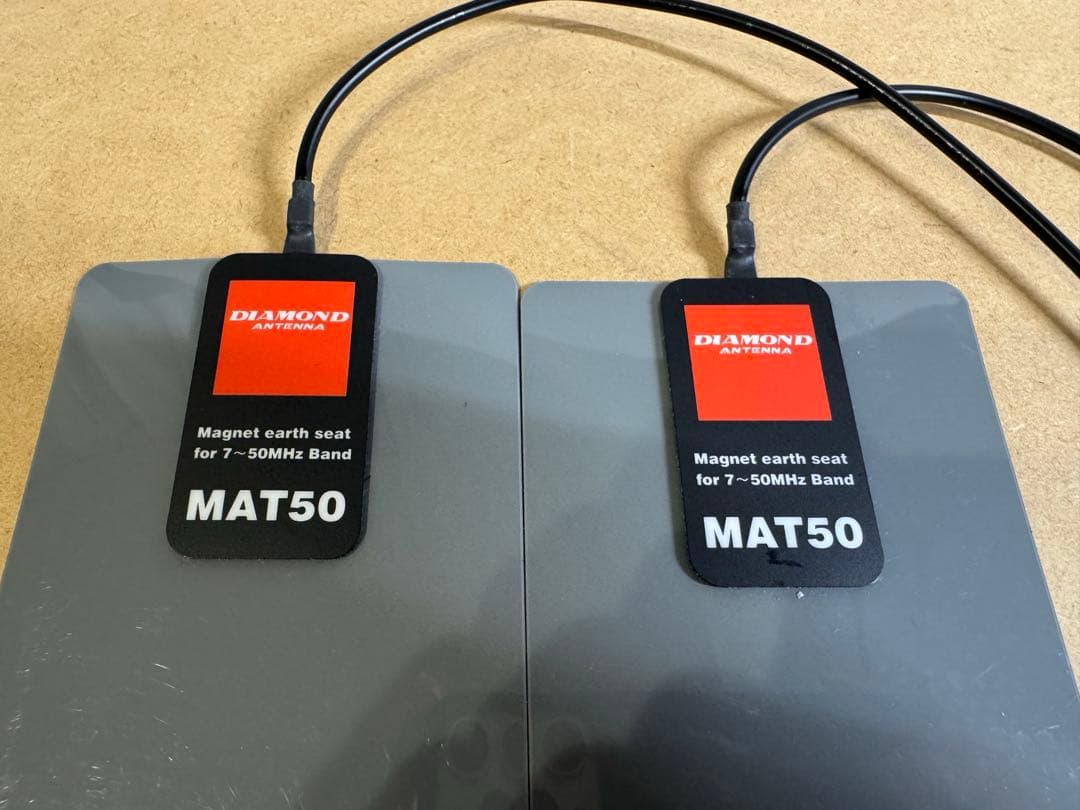 DIAMOND
ANTENNA
Magnet earth seat
for 7～50MHz Band
MAT50
DIAMOND
ANTENNA
Magnet earth seat
for 7～50MHz Band
MAT50